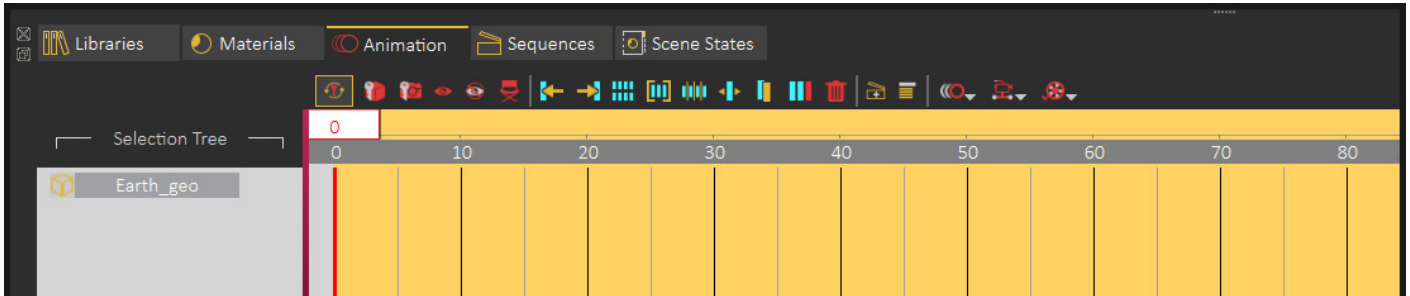 Libraries Materials Animation Sequences Scene States
Selection Tree
0
0 10 20 30 40 50 60 70 80
Earth_geo